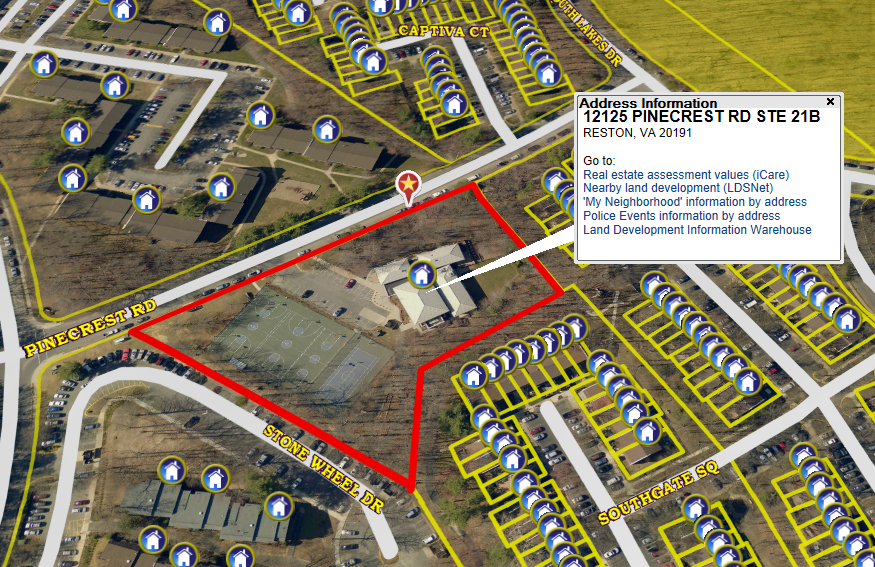 CAPTIVA CT
SOUTH LAKES DR
Address Information
12125 PINECREST RD STE 21B
RESTON, VA 20191
Go to:
Real estate assessment values (iCare)
Nearby land development (LDSNet)
'My Neighborhood' information by address
Police Events information by address
Land Development Information Warehouse
PINECREST RD
STONE WHEEL DR
SOUTHGATE SQ